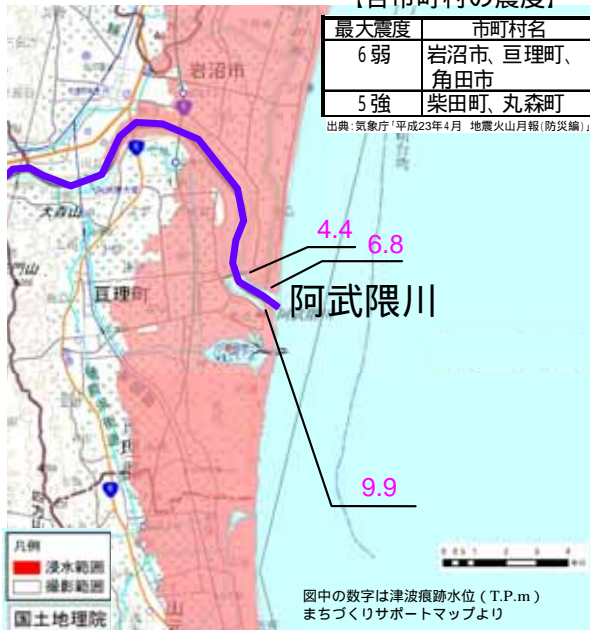 【各市町村の震度】
最大震度 市町村名
6弱 岩沼市、亘理町、
角田市
5強 柴田町、丸森町
出典:気象庁「平成23年4月 地震火山月報(防災編)」
岩沼市
大森山
亘理町
4.4
6.8
阿武隈川
9.9
凡例
浸水範囲
撮影範囲
国土地理院
図中の数字は津波痕跡水位(T.P.m)
まちづくりサポートマップより